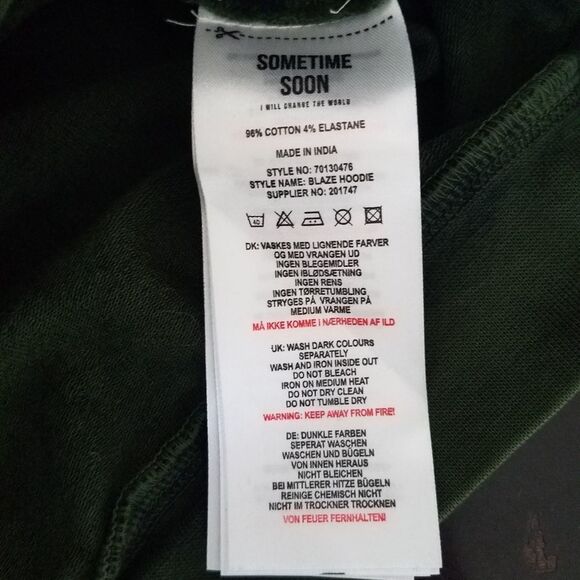 SOMETIME
SOON
I WILL CHANGE THE WORLD
96% COTTON 4% ELASTANE
MADE IN INDIA
STYLE NO: 70130476
STYLE NAME: BLAZE HOODIE
SUPPLIER NO: 201747
40
DK: VASKES MED LIGNENDE FARVER
OG MED VRANGEN UD
INGEN BLEGEMIDLER
INGEN IBLØDSÆTNING
INGEN RENS
INGEN TØRRETUMBLING
STRYGES PÅ VRANGEN PÅ
MEDIUM VARME
MÅ IKKE KOMME I NÆRHEDEN AF ILD
UK: WASH DARK COLOURS
SEPARATELY
WASH AND IRON INSIDE OUT
DO NOT BLEACH
IRON ON MEDIUM HEAT
DO NOT DRY CLEAN
DO NOT TUMBLE DRY
WARNING: KEEP AWAY FROM FIRE!
DE: DUNKLE FARBEN
SEPERAT WASCHEN
WASCHEN UND BÜGELN
VON INNEN HERAUS
NICHT BLEICHEN
BEI MITTLERER HITZE BÜGELN
REINIGE CHEMISCH NICHT
NICHT IM TROCKNER TROCKNEN
VON FEUER FERNHALTEN!